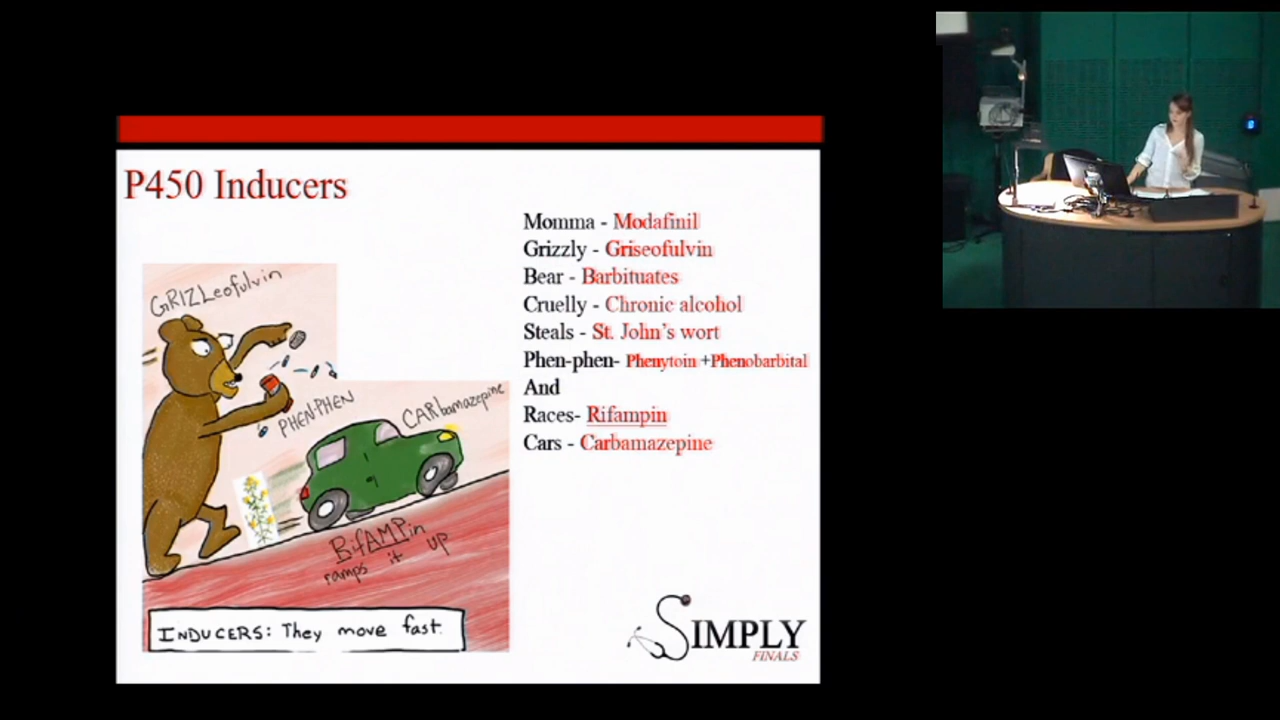 P450 Inducers
Momma - Modafinil
Grizzly - Griseofulvin
Bear - Barbituates
Cruelly - Chronic alcohol
Steals - St. John's wort
Phen-phen- Phenytoin +Phenobarbital
And
Races- Rifampin
Cars - Carbamazepine
GRIZLeofulvin
PHEN-PHEN
CARbamazepine
RifAMPin
ramps it up
INDUCERS: They move fast.
SIMPLY
FINALS